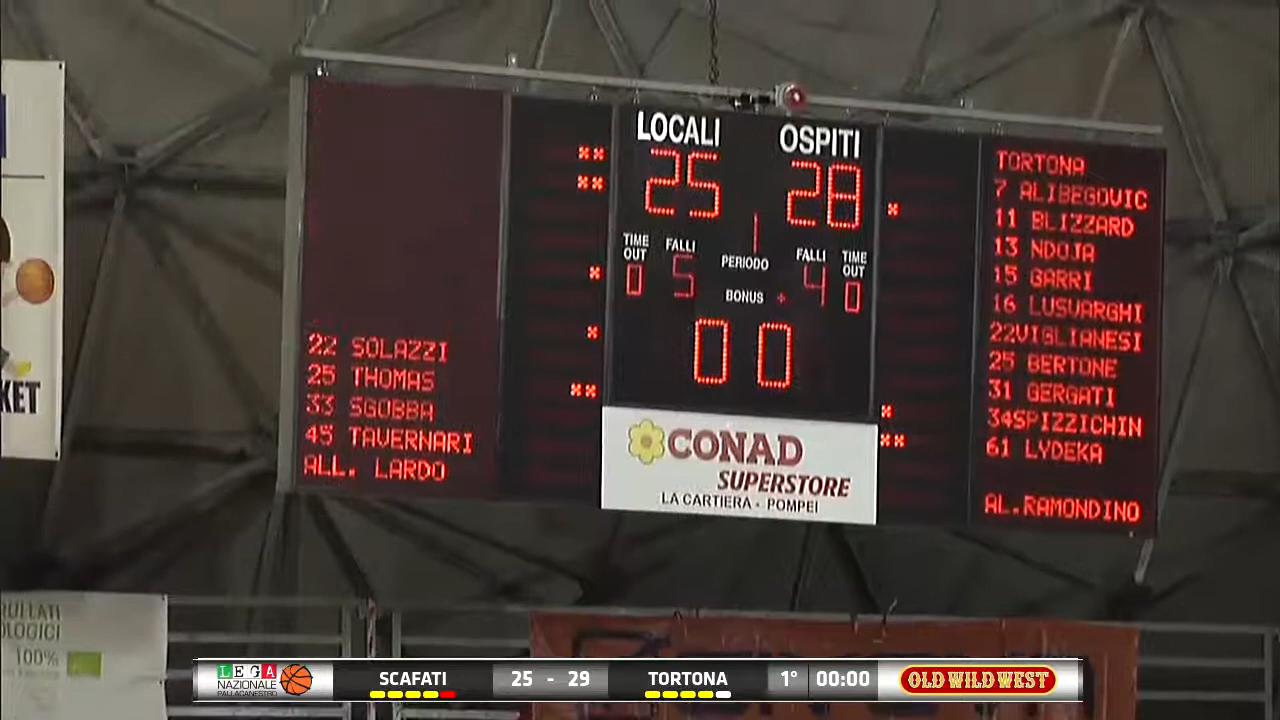 LOCALI OSPITI
25 28
TIME OUT FALLI PERIODO FALLI TIME OUT
0 5 1 4 0
BONUS
00
22 SOLAZZI
25 THOMAS
33 SGOBBA
45 TAVERNARI
ALL. LARDO
TORTONA
7 ALIBEGOVIC
11 BLIZZARD
13 NDOJA
15 GARRI
16 LUSVARGHI
22VIGLIANESI
25 BERTONE
31 GERGATI
34SPIZZICHIN
61 LYDEKA
AL.RAMONDINO
CONAD
SUPERSTORE
LA CARTIERA - POMPEI
KET
100%
LEGA
NAZIONALE
PALLACANESTRO
SCAFATI 25 - 29 TORTONA 1° 00:00 OLD WILD WEST